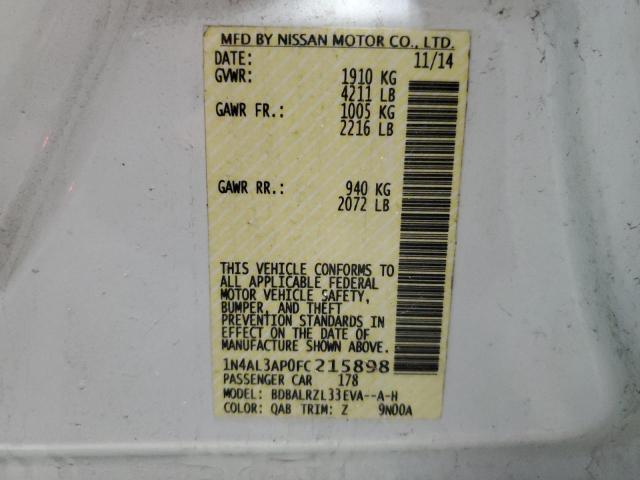 MFD BY NISSAN MOTOR CO., LTD.
DATE: 11/14
GVWR: 1910 KG
4211 LB
GAWR FR.: 1005 KG
2216 LB
GAWR RR.: 940 KG
2072 LB
THIS VEHICLE CONFORMS TO
ALL APPLICABLE FEDERAL
MOTOR VEHICLE SAFETY,
BUMPER, AND THEFT
PREVENTION STANDARDS IN
EFFECT ON THE DATE OF
MANUFACTURE SHOWN ABOVE.
1N4AL3AP0FC215898
PASSENGER CAR 178
MODEL: BDBALRZL33EVA--A-H
COLOR: QAB TRIM: Z 9N00A